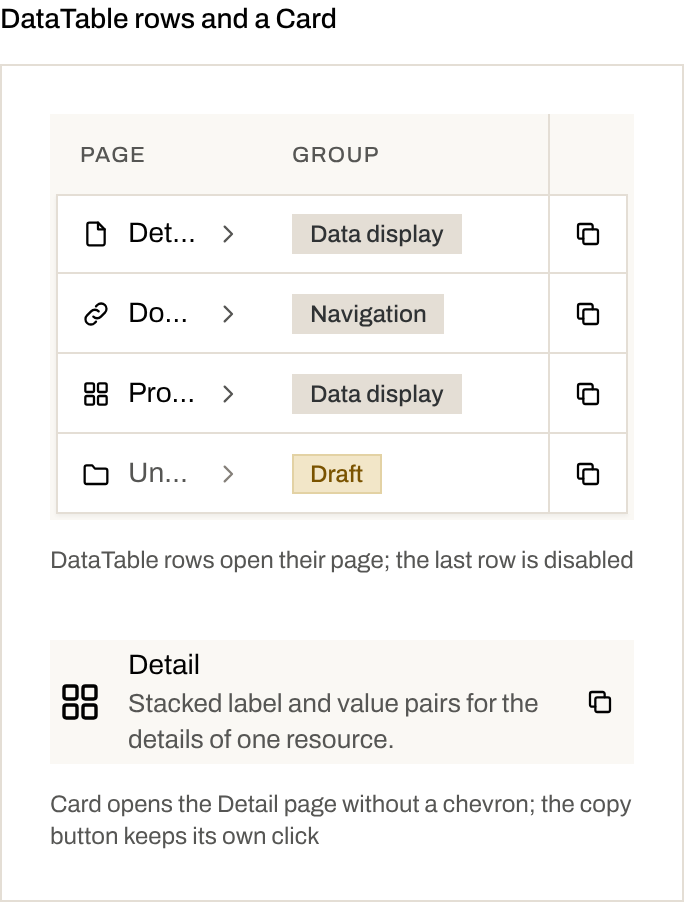 DataTable rows and a Card
PAGE GROUP
Det... Data display
Do... Navigation
Pro... Data display
Un... Draft
DataTable rows open their page; the last row is disabled
Detail
Stacked label and value pairs for the
details of one resource.
Card opens the Detail page without a chevron; the copy
button keeps its own click